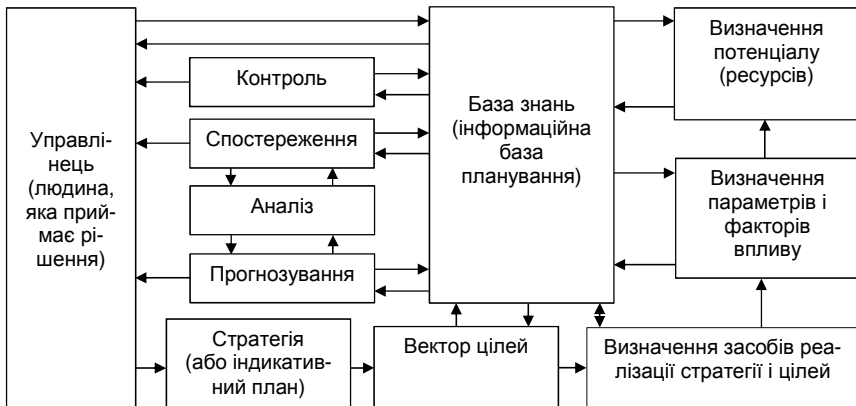 Управлі-
нець
(людина,
яка прий-
має рі-
шення)
Контроль
Спостереження
Аналіз
Прогнозування
Стратегія
(або індикатив-
ний план)
База знань
(інформаційна
база
планування)
Вектор цілей
Визначення
потенціалу
(ресурсів)
Визначення
параметрів і
факторів
впливу
Визначення засобів реа-
лізації стратегії і цілей